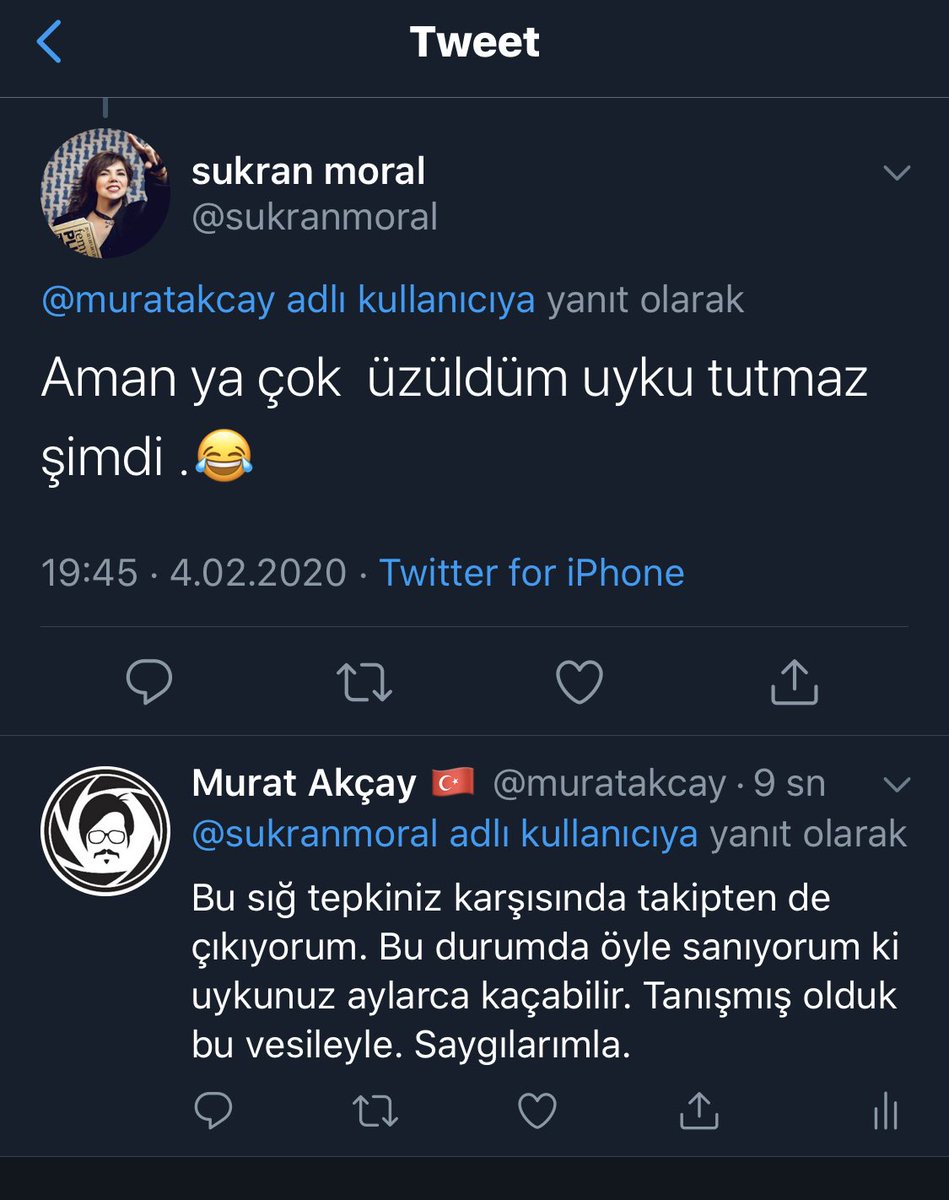 Tweet
sukran moral
@sukranmoral
@muratakcay adlı kullanıcıya yanıt olarak
Aman ya çok  üzüldüm uyku tutmaz
şimdi .😂
19:45 · 4.02.2020 · Twitter for iPhone
Murat Akçay 🇹🇷 @muratakcay · 9 sn
@sukranmoral adlı kullanıcıya yanıt olarak
Bu sığ tepkiniz karşısında takipten de
çıkıyorum. Bu durumda öyle sanıyorum ki
uykunuz aylarca kaçabilir. Tanışmış olduk
bu vesileyle. Saygılarımla.